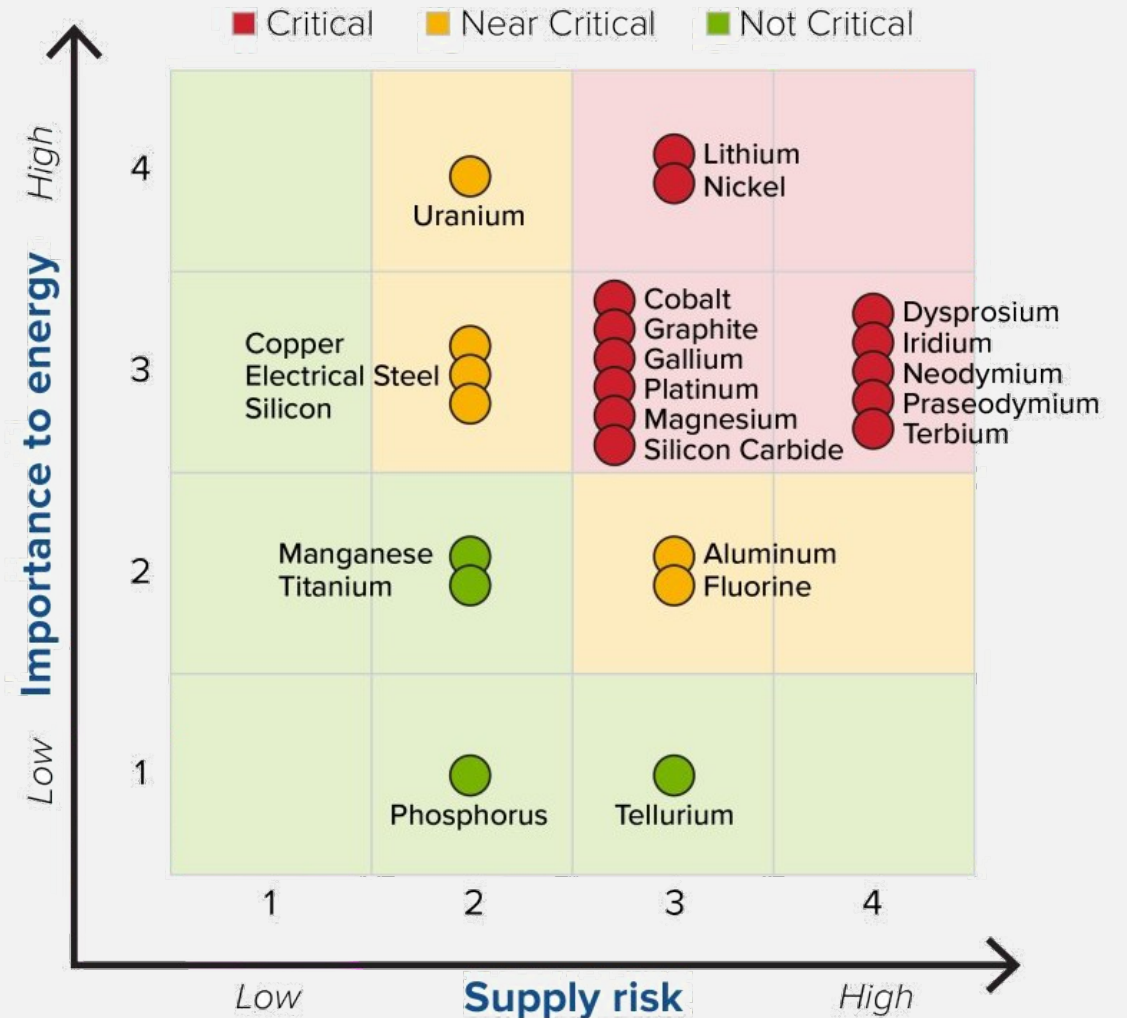 Critical Near Critical Not Critical
High
Importance to energy
Low
4
3
2
1
Lithium
Nickel
Uranium
Copper
Electrical Steel
Silicon
Cobalt
Graphite
Gallium
Platinum
Magnesium
Silicon Carbide
Dysprosium
Iridium
Neodymium
Praseodymium
Terbium
Manganese
Titanium
Aluminum
Fluorine
Phosphorus
Tellurium
1 2 3 4
Low Supply risk High